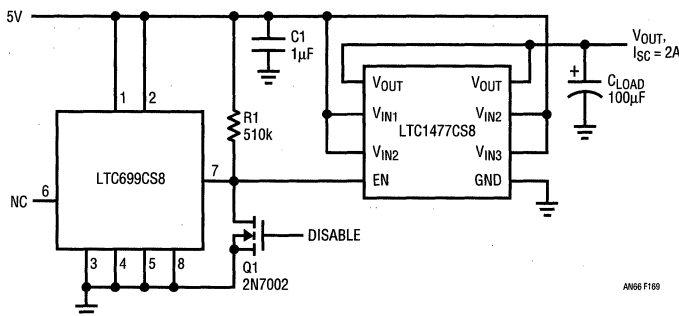 5V
C1
1µF
VOUT,
ISC = 2A
1
2
R1
510k
VOUT
VOUT
CLOAD
100µF
+
VIN1
VIN2
LTC1477CS8
VIN2
VIN3
LTC699CS8
7
EN
GND
NC
6
DISABLE
3
4
5
8
Q1
2N7002
AN66 F169